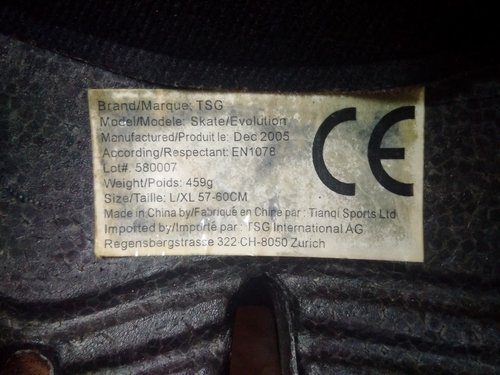 Brand/Marque: TSG
Model/Modele: Skate/Evolution
Manufactured/Produit le: Dec 2005
According/Respectant: EN1078
Lot#. 580007
Weight/Poids: 459g
Size/Taille: L/XL 57-60CM
Made in China by/Fabriqué en Chine par : Tianqi Sports Ltd
Imported by/Importé par : TSG International AG
Regensbergstrasse 322·CH-8050 Zurich
CE